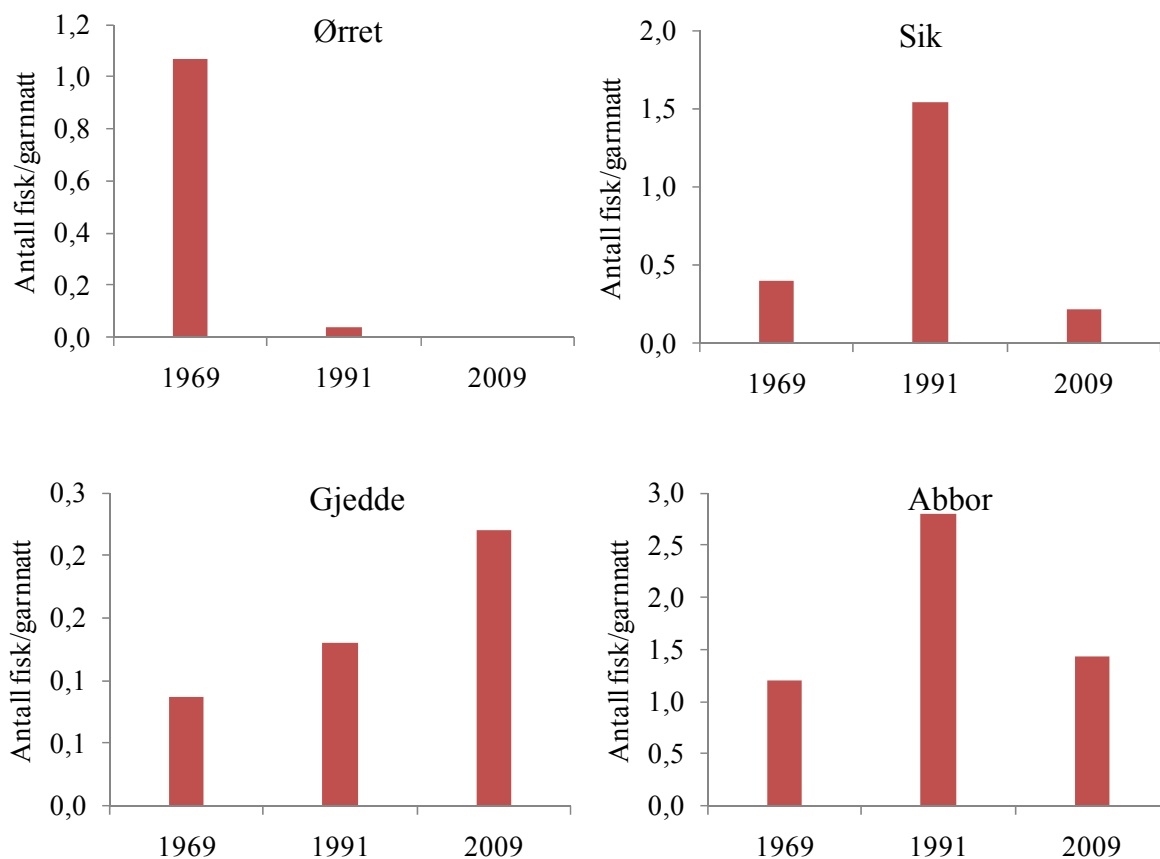 Ørret
Antall fisk/garnnatt
1,2
1,0
0,8
0,6
0,4
0,2
0,0
1969 1991 2009
Sik
Antall fisk/garnnatt
2,0
1,5
1,0
0,5
0,0
1969 1991 2009
Gjedde
Antall fisk/garnnatt
0,3
0,2
0,2
0,1
0,1
0,0
1969 1991 2009
Abbor
Antall fisk/garnnatt
3,0
2,5
2,0
1,5
1,0
0,5
0,0
1969 1991 2009